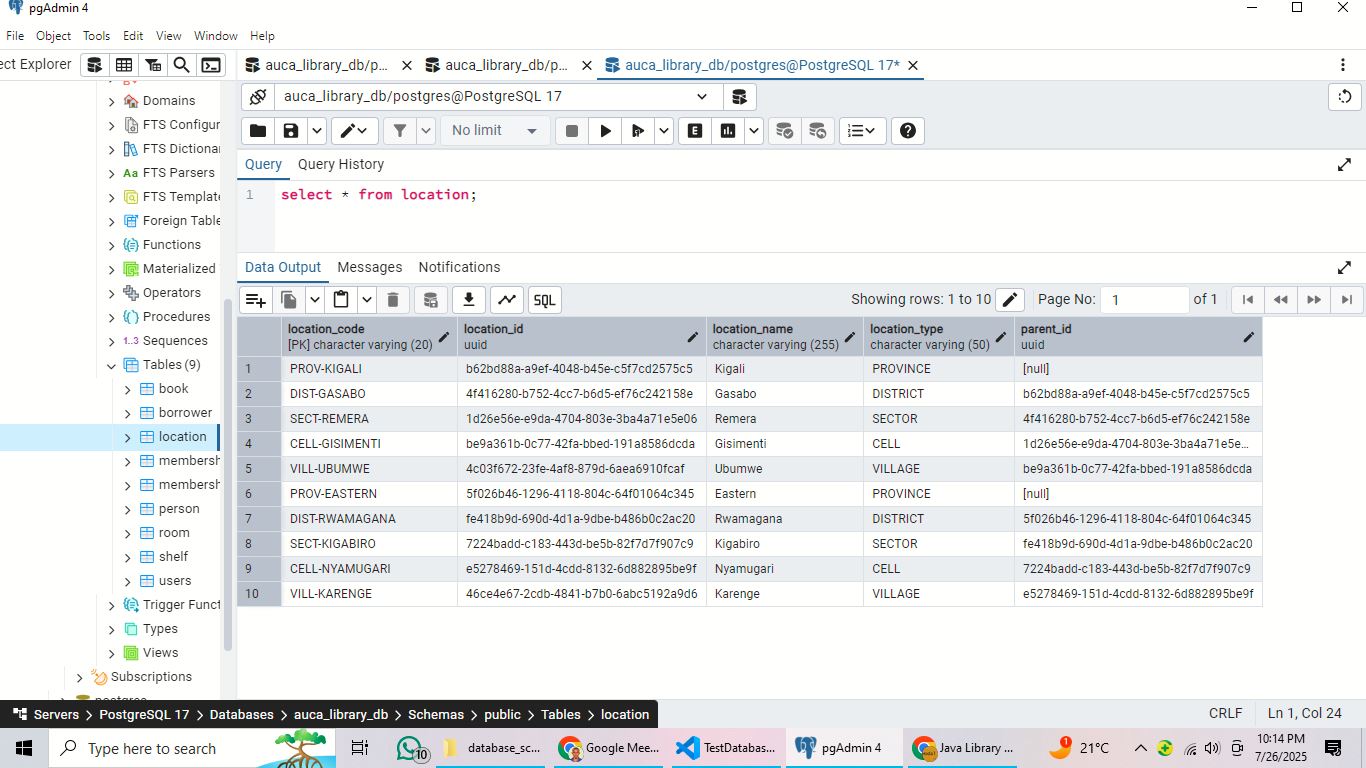 pgAdmin 4
File Object Tools Edit View Window Help
ect Explorer
auca_library_db/p...
auca_library_db/p...
auca_library_db/postgres@PostgreSQL 17*
auca_library_db/postgres@PostgreSQL 17
No limit
E
Query Query History
1 select * from location;
Data Output Messages Notifications
SQL
Showing rows: 1 to 10
Page No: 1 of 1
location_code location_id location_name location_type parent_id
[PK] character varying (20) uuid character varying (255) character varying (50) uuid
1 PROV-KIGALI b62bd88a-a9ef-4048-b45e-c5f7cd2575c5 Kigali PROVINCE [null]
2 DIST-GASABO 4f416280-b752-4cc7-b6d5-ef76c242158e Gasabo DISTRICT b62bd88a-a9ef-4048-b45e-c5f7cd2575c5
3 SECT-REMERA 1d26e56e-e9da-4704-803e-3ba4a71e5e06 Remera SECTOR 4f416280-b752-4cc7-b6d5-ef76c242158e
4 CELL-GISIMENTI be9a361b-0c77-42fa-bbed-191a8586dcda Gisimenti CELL 1d26e56e-e9da-4704-803e-3ba4a71e5e...
5 VILL-UBUMWE 4c03f672-23fe-4af8-879d-6aea6910fcaf Ubumwe VILLAGE be9a361b-0c77-42fa-bbed-191a8586dcda
6 PROV-EASTERN 5f026b46-1296-4118-804c-64f01064c345 Eastern PROVINCE [null]
7 DIST-RWAMAGANA fe418b9d-690d-4d1a-9dbe-b486b0c2ac20 Rwamagana DISTRICT 5f026b46-1296-4118-804c-64f01064c345
8 SECT-KIGABIRO 7224badd-c183-443d-be5b-82f7d7f907c9 Kigabiro SECTOR fe418b9d-690d-4d1a-9dbe-b486b0c2ac20
9 CELL-NYAMUGARI e5278469-151d-4cdd-8132-6d882895be9f Nyamugari CELL 7224badd-c183-443d-be5b-82f7d7f907c9
10 VILL-KARENGE 46ce4e67-2cdb-4841-b7b0-6abc5192a9d6 Karenge VILLAGE e5278469-151d-4cdd-8132-6d882895be9f
Domains
FTS Configur
FTS Dictionar
Aa FTS Parsers
FTS Template
Foreign Table
Functions
Materialized
Operators
Procedures
1..3 Sequences
Tables (9)
book
borrower
location
membersh
membersh
person
room
shelf
users
Trigger Funct
Types
Views
Subscriptions
postgres
Servers > PostgreSQL 17 > Databases > auca_library_db > Schemas > public > Tables > location
CRLF Ln 1, Col 24
Type here to search
10
database_sc...
Google Mee...
TestDatabas...
pgAdmin 4
Java Library ...
1
21°C
10:14 PM
7/26/2025